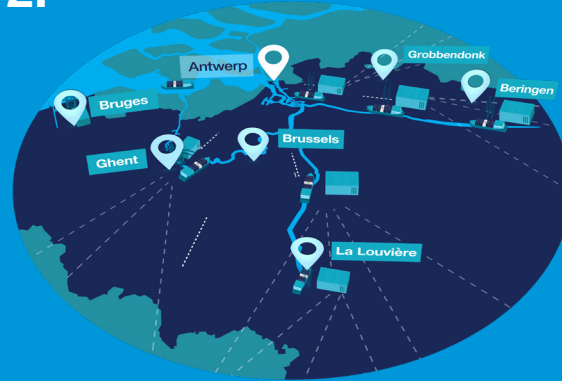 Grobbendonk
Antwerp
Beringen
Bruges
Brussels
Ghent
La Louvière